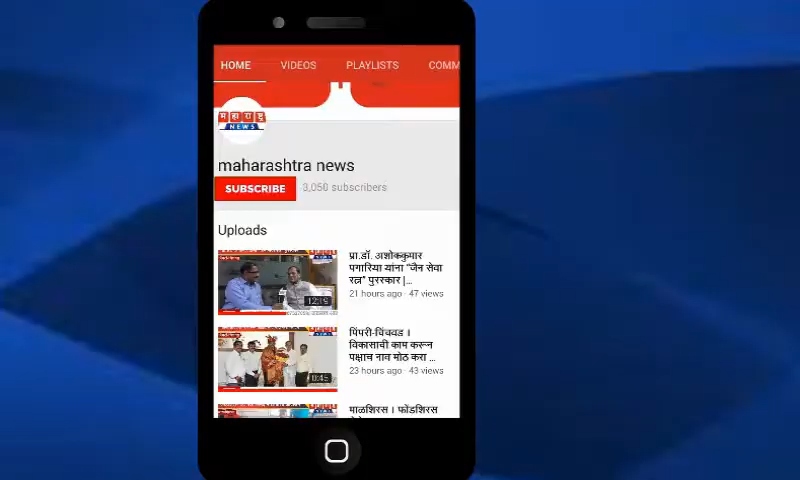 HOME VIDEOS PLAYLISTS COMM
महाराष्ट्र
NEWS
maharashtra news
SUBSCRIBE 3,050 subscribers
Uploads
प्रा.डॉ. अशोककुमार
पगारिया यांना "जैन सेवा
रत्न" पुरस्कार |...
21 hours ago · 47 views
12:19
पिंपरी-चिंचवड ।
विकासाची काम करून
पक्षाच नाव मोठ करा ...
23 hours ago · 43 views
0:45
माळशिरस । फोंडशिरस